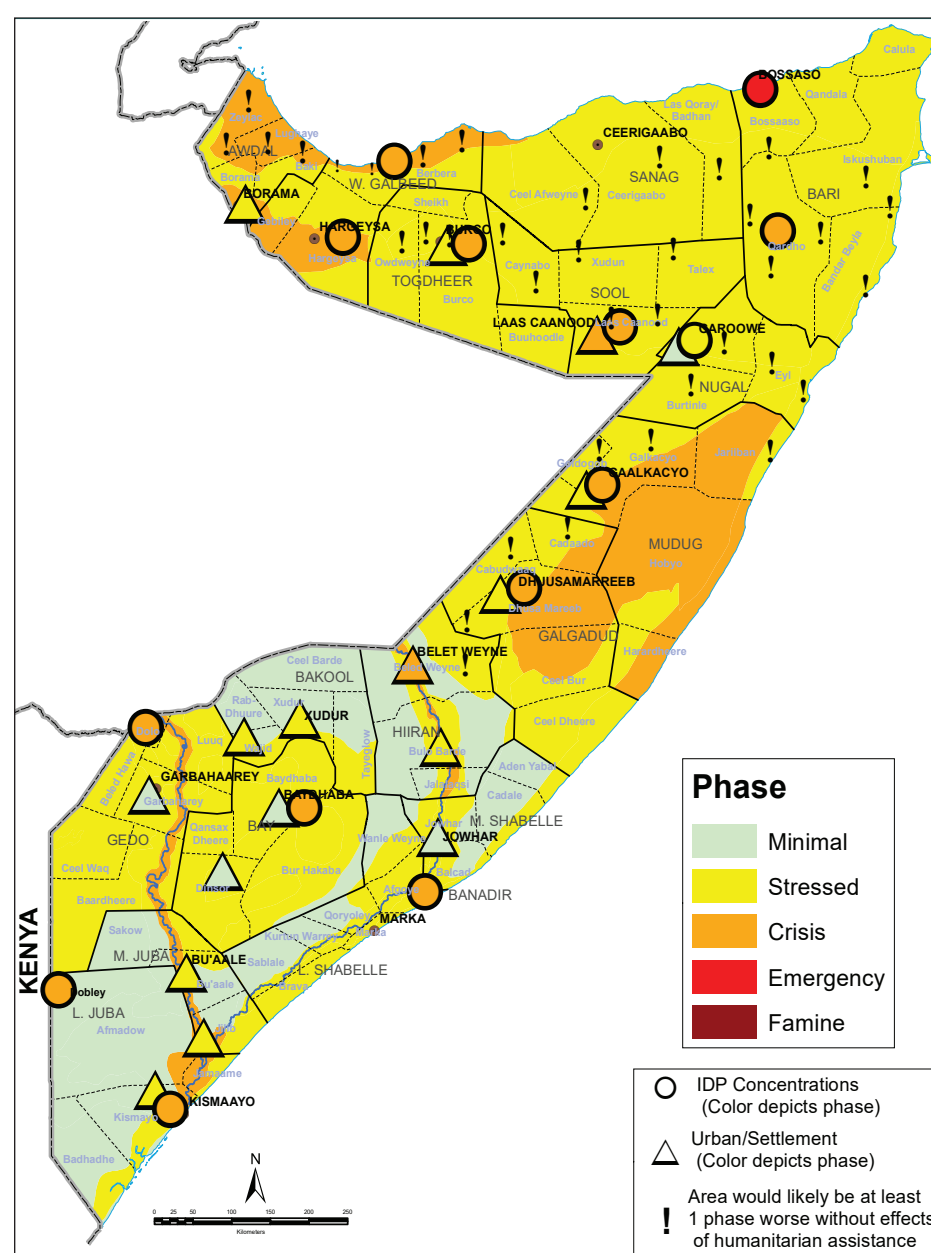 Calula
BOSSASO
Qandala
Las Qoray/
Badhan
Bossaaso
Zeylac
Lughaye
CEERIGAABO
AWDAL
Baki
Iskushuban
Borama
Berbera
SANAG
W. GALBEED
BORAMA
Sheikh
Ceel Afweyne
Ceerigaabo
BARI
Gebiley
HARGEYSA
BURCO
Qardho
Hargeysa
Owdweyne
Caynabo
Xudun
Talex
Bandar Beyla
TOGDHEER
Burco
SOOL
LAAS CAANOOD
Laas Caanood
GAROOWE
Buuhoodle
NUGAL
Eyl
Burtinle
Galkacyo
Jariiban
Goldogob
GAALKACYO
MUDUG
Cadaado
Hobyo
Cabudwaaq
DHUUSAMARREEB
Dhusa Mareeb
GALGADUD
BELET WEYNE
Harardheere
Ceel Barde
Belet Weyne
BAKOOL
Ceel Bur
Rab-
Dhuure
Xudur
XUDUR
Ceel Dheere
HIIRAN
Luuq
Wajid
Tayeglow
Bulo Barde
Beled Hawa
Aden Yabal
GARBAHAAREY
Baydhaba
Jalalaqsi
Garbaharey
BAYDHABA
Cadale
Qansax
Dheere
BAY
Jowhar
M. SHABELLE
GEDO
Wanle Weyne
JOWHAR
Ceel Waq
Bur Hakaba
Balcad
Dinsor
Afgoye
BANADIR
Baardheere
Qoryoley
MARKA
Sakow
Kurtun Warrey
Marka
M. JUBA
BU'AALE
Sablale
L. SHABELLE
Bu'aale
Brava
KENYA
Dobley
L. JUBA
Afmadow
Jilib
Jamaame
KISMAAYO
Kismayo
Badhadhe
N
0 25 50 100 150 200 250
Kilometers
Phase
Minimal
Stressed
Crisis
Emergency
Famine
IDP Concentrations
(Color depicts phase)
Urban/Settlement
(Color depicts phase)
! Area would likely be at least
1 phase worse without effects
of humanitarian assistance